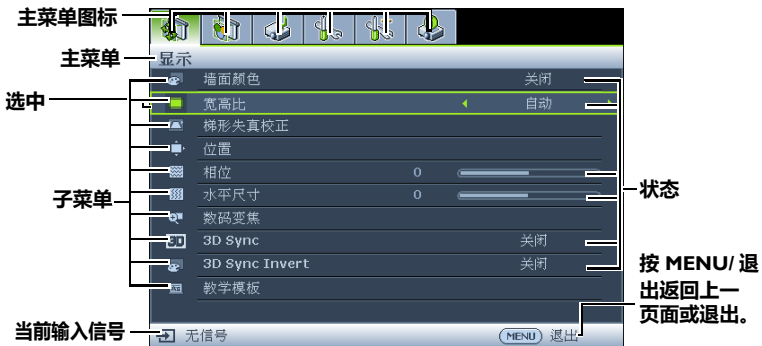 主菜单图标
主菜单
显示
墙面颜色 关闭
选中
宽高比 自动
梯形失真校正
位置
相位 0
子菜单
水平尺寸 0
状态
数码变焦
3D 3D Sync 关闭
3D Sync Invert 关闭
教学模板
按 MENU/ 退
出返回上一
页面或退出。
当前输入信号
无信号
MENU 退出